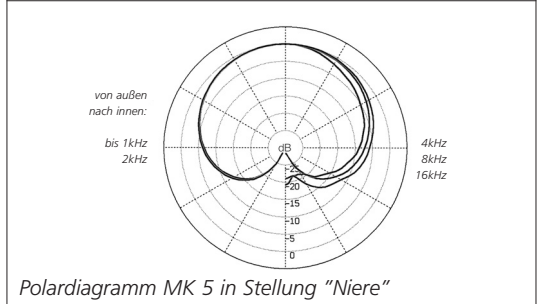 von außen
nach innen:
bis 1kHz
2kHz
4kHz
8kHz
16kHz
dB
-25
-20
-15
-10
-5
0
Polardiagramm MK 5 in Stellung "Niere"